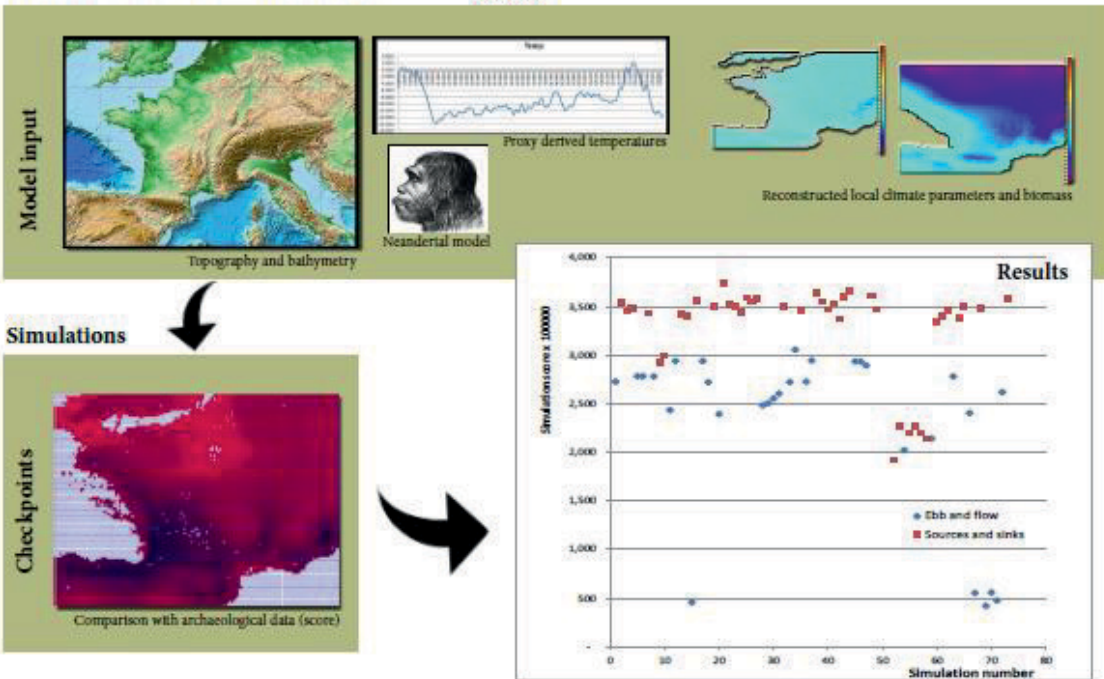 Model input
Topography and bathymetry
Temp
Proxy derived temperatures
Neanderial model
Reconstructed local climate parameters and biomass
Simulations
Checkpoints
Comparison with archaeological data (score)
Results
Simulation score x 100000
4,000
3,500
3,000
2,500
2,000
1,500
1,000
500
-
0
10
20
30
40
50
60
70
80
Ebb and flow
Sources and sinks
Simulation number